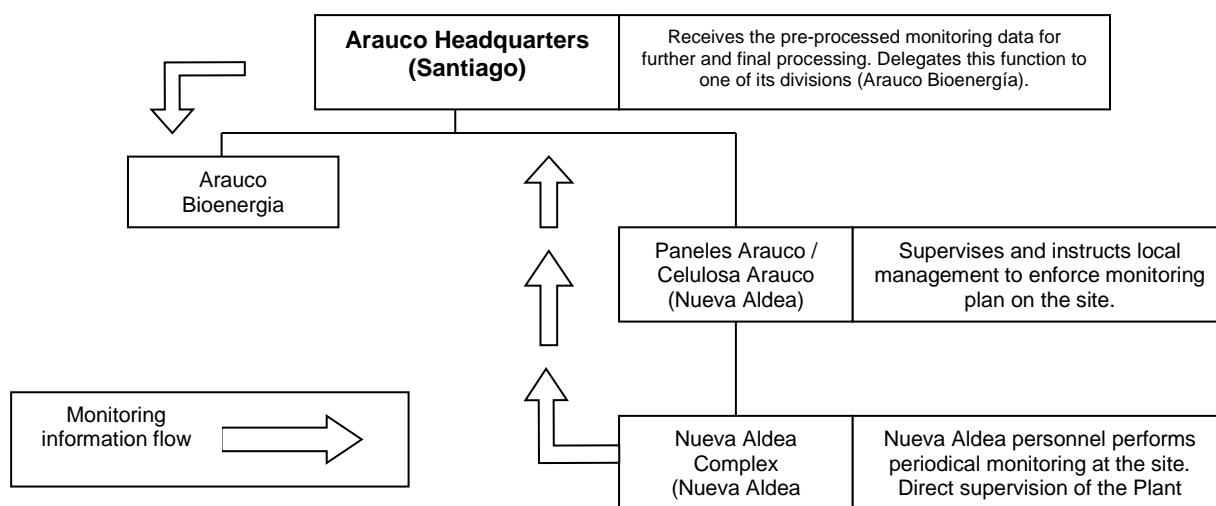 Arauco Headquarters
(Santiago)
Receives the pre-processed monitoring data for
further and final processing. Delegates this function to
one of its divisions (Arauco Bioenergía).
Arauco
Bioenergia
Paneles Arauco /
Celulosa Arauco
(Nueva Aldea)
Supervises and instructs local
management to enforce monitoring
plan on the site.
Monitoring
information flow
Nueva Aldea
Complex
(Nueva Aldea
Nueva Aldea personnel performs
periodical monitoring at the site.
Direct supervision of the Plant